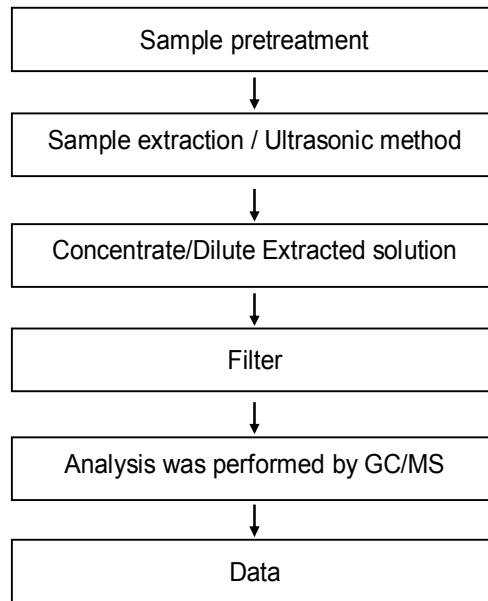 Sample pretreatment
Sample extraction / Ultrasonic method
Concentrate/Dilute Extracted solution
Filter
Analysis was performed by GC/MS
Data